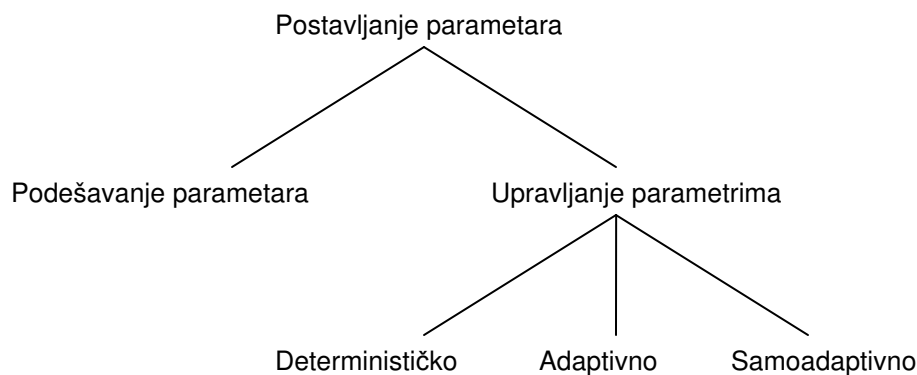 Postavljanje parametara
Podešavanje parametara
Upravljanje parametrima
Determinističko
Adaptivno
Samoadaptivno